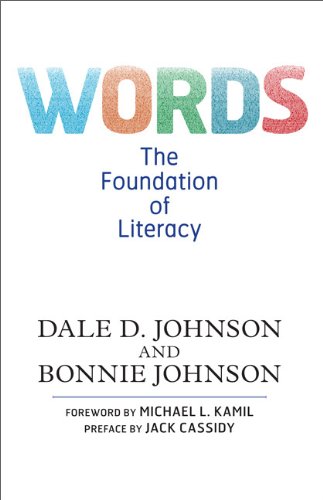 WORDS
The
Foundation of
Literacy
DALE D. JOHNSON
AND
BONNIE JOHNSON
FOREWORD BY MICHAEL L. KAMIL
PREFACE BY JACK CASSIDY